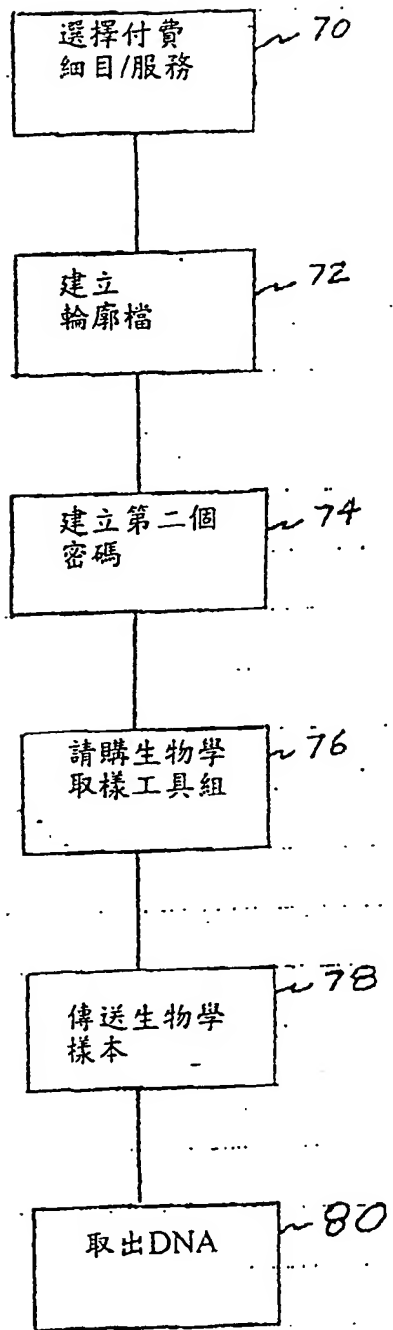 選擇付費
細目/服務
70
建立
輪廓檔
72
建立第二個
密碼
74
請購生物學
取樣工具組
76
傳送生物學
樣本
78
取出DNA
80